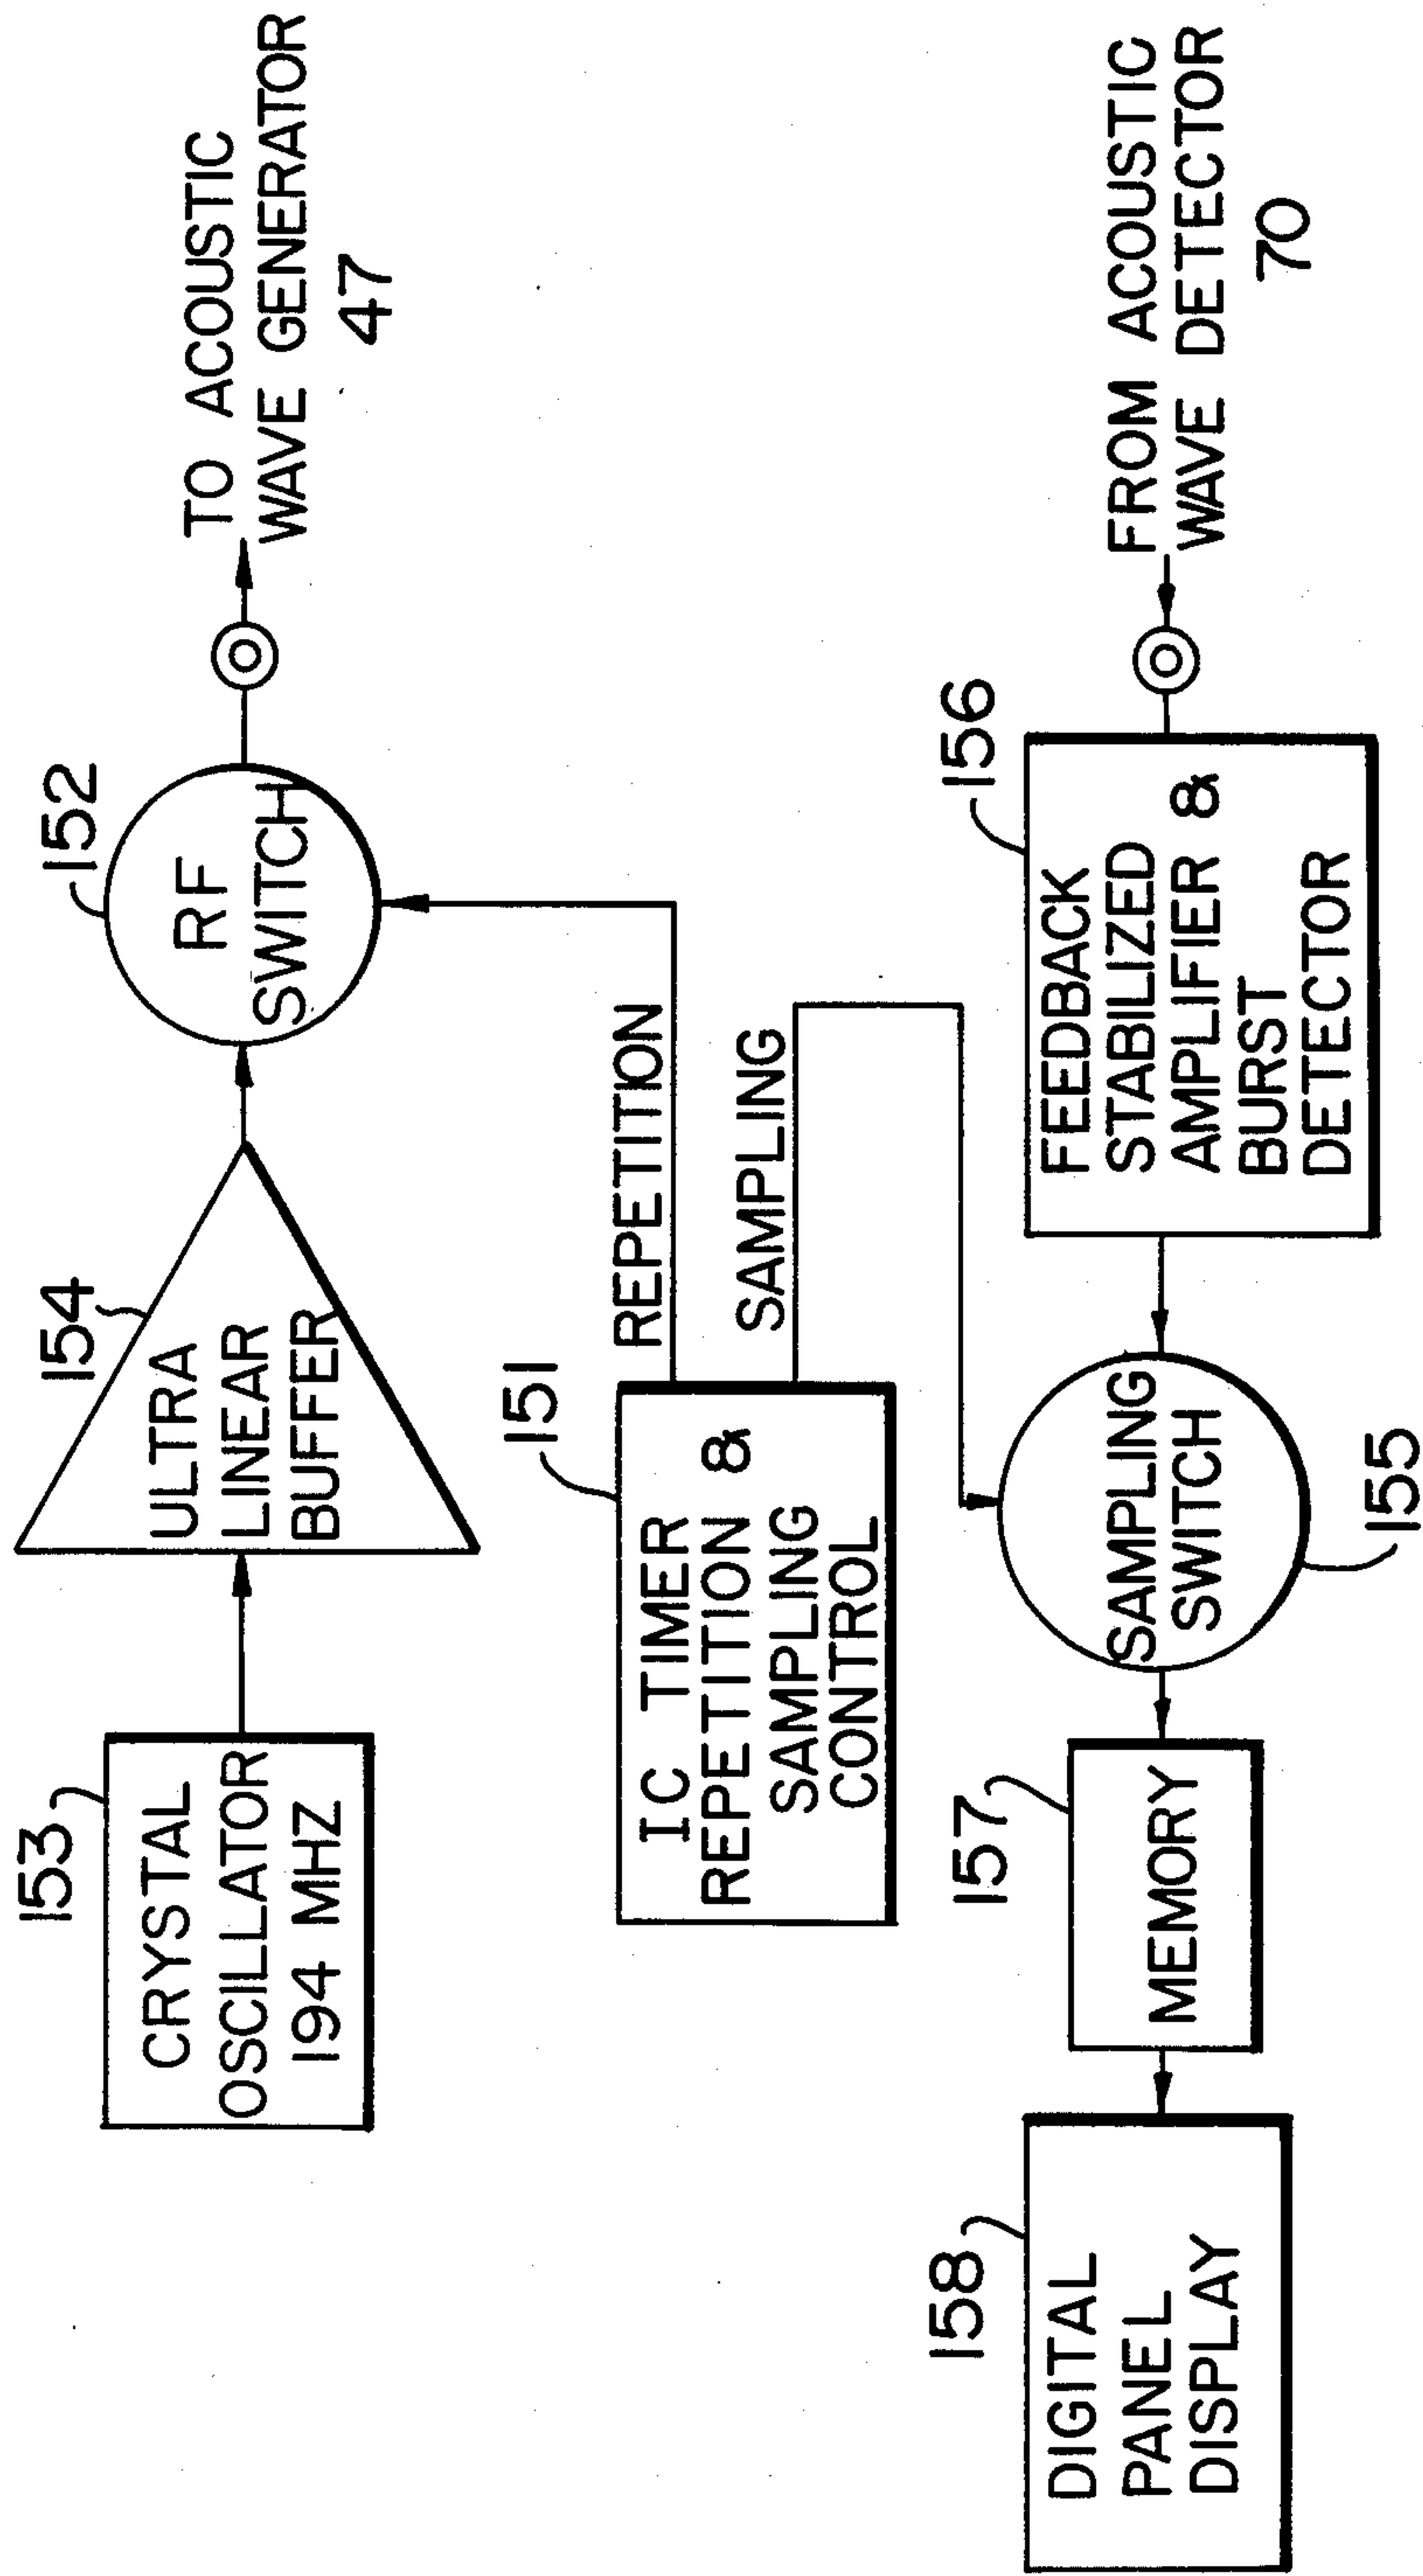 153
CRYSTAL
OSCILLATOR
194 MHZ
154
ULTRA
LINEAR
BUFFER
152
RF
SWITCH
TO ACOUSTIC
WAVE GENERATOR
47
151
IC TIMER
REPETITION &
SAMPLING
CONTROL
REPETITION
SAMPLING
158
DIGITAL
PANEL
DISPLAY
157
MEMORY
SAMPLING
SWITCH
155
156
FEEDBACK
STABILIZED
AMPLIFIER &
BURST
DETECTOR
FROM ACOUSTIC
WAVE DETECTOR
70